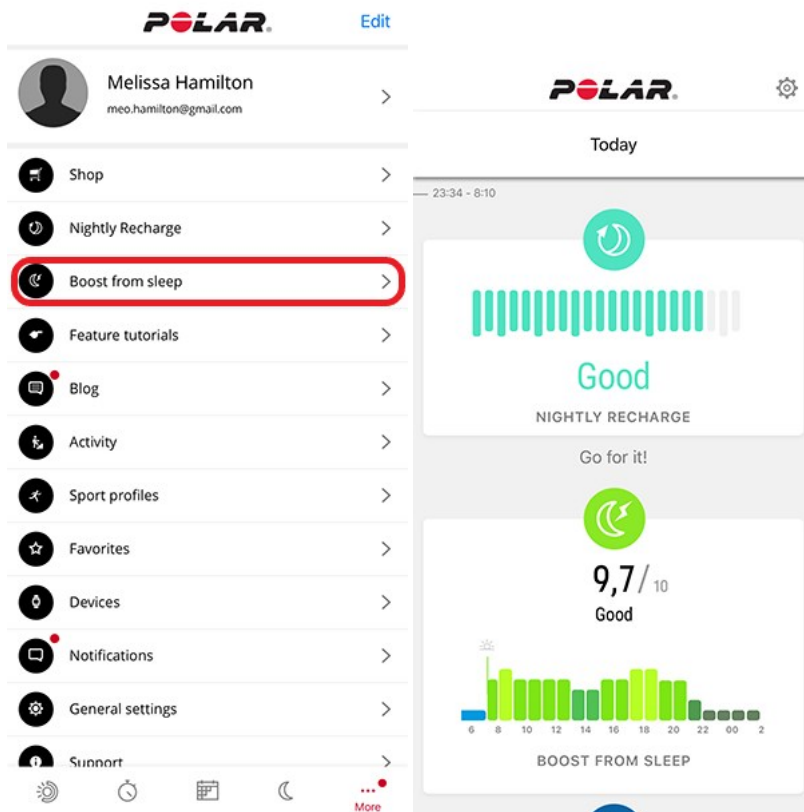 POLAR.
Edit
Melissa Hamilton
meo.hamilton@gmail.com
Shop
Nightly Recharge
Boost from sleep
Feature tutorials
Blog
Activity
Sport profiles
Favorites
Devices
Notifications
General settings
Support
More
POLAR.
Today
23:34 - 8:10
Good
NIGHTLY RECHARGE
Go for it!
9,7/10
Good
6 8 10 12 14 16 18 20 22 00 2
BOOST FROM SLEEP